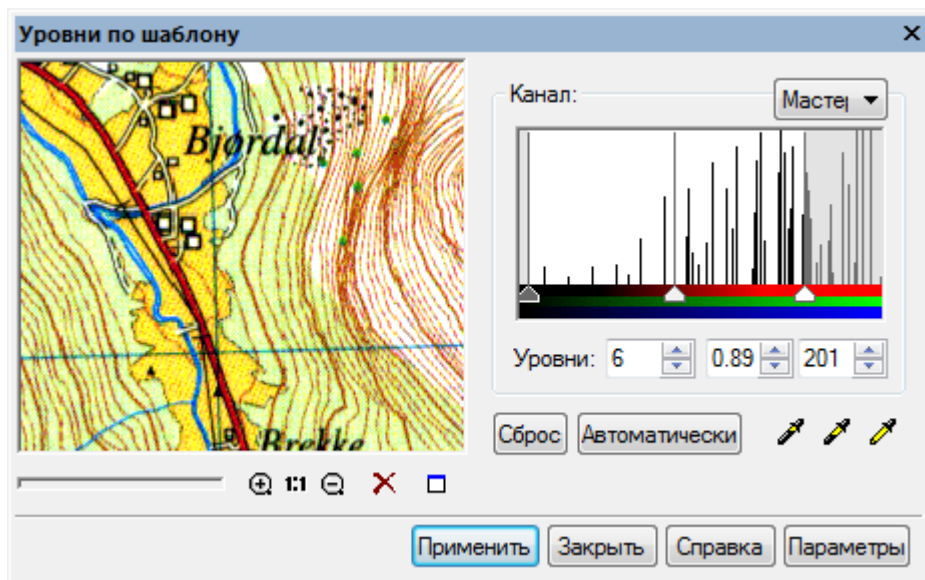 Уровни по шаблону
Bjørdal
Brekke
1:1
Канал:
Мастер
Уровни: 6 0.89 201
Сброс Автоматически
Применить Закрыть Справка Параметры